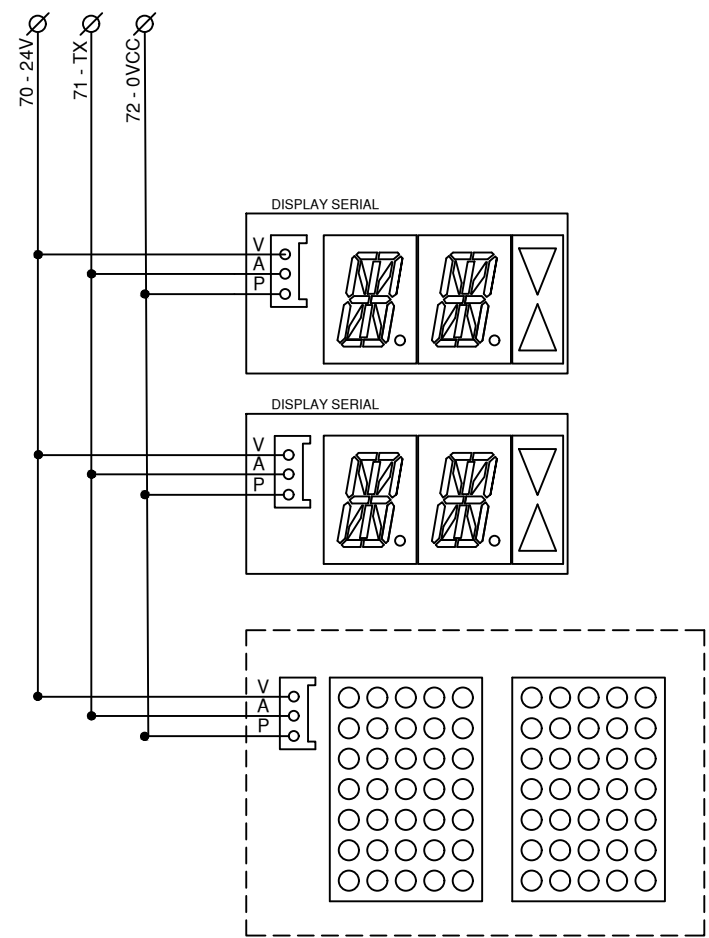 70 - 24V
71 - TX
72 - 0VCC
DISPLAY SERIAL
V
A
P
DISPLAY SERIAL
V
A
P
V
A
P